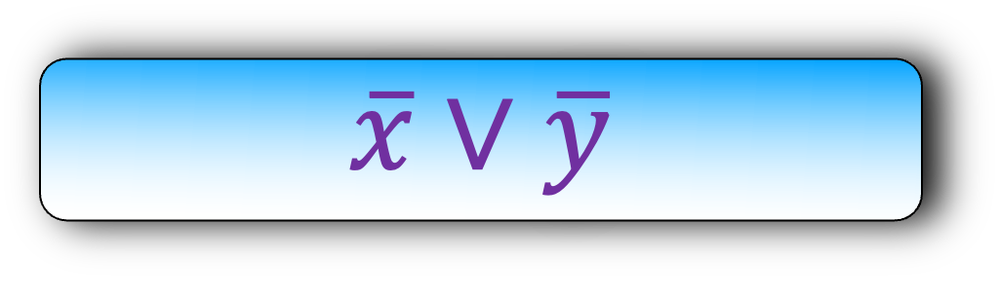 x̄ ∨ ȳ